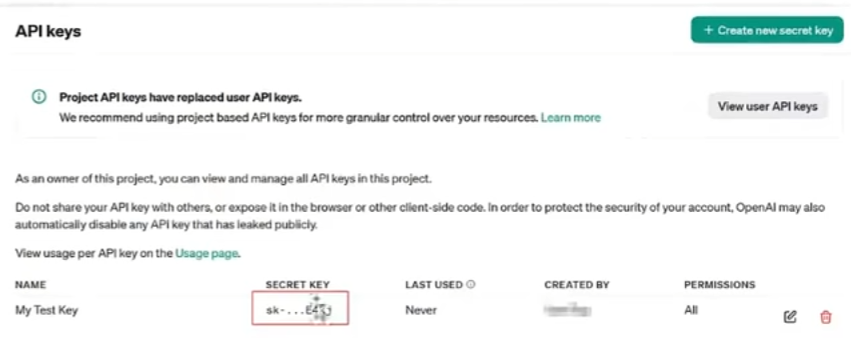 API keys
+ Create new secret key
Project API keys have replaced user API keys.
We recommend using project based API keys for more granular control over your resources. Learn more
View user API keys
As an owner of this project, you can view and manage all API keys in this project.
Do not share your API key with others, or expose it in the browser or other client-side code. In order to protect the security of your account, OpenAI may also
automatically disable any API key that has leaked publicly.
View usage per API key on the Usage page.
NAME SECRET KEY LAST USED CREATED BY PERMISSIONS
My Test Key Never All